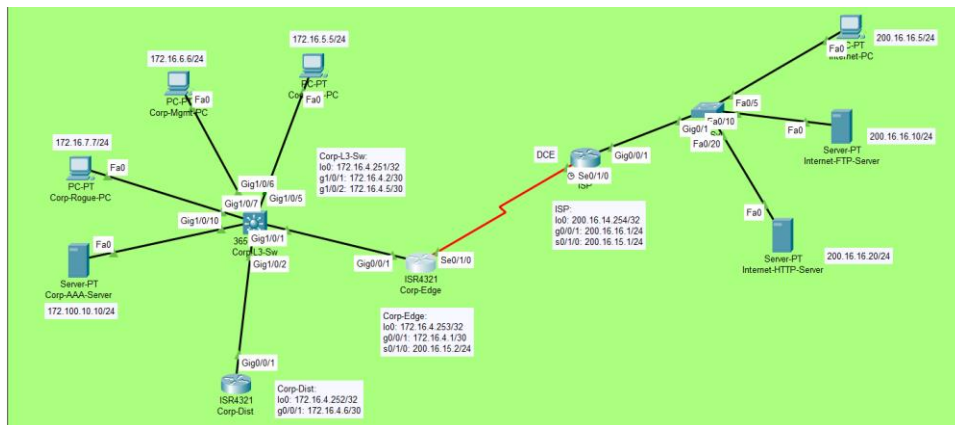 172.16.5.5/24
PC-PT
Fa0
172.16.6.6/24
Fa0
Corp-Mgmt-PC
172.16.7.7/24
Fa0
PC-PT
Corp-Rogue-PC
Corp-L3-Sw:
lo0: 172.16.4.251/32
g1/0/1: 172.16.4.2/30
g1/0/2: 172.16.4.5/30
Gig1/0/6
Gig1/0/7
Gig1/0/5
Gig1/0/10
Gig1/0/1
Corp-L3-Sw
Gig1/0/2
Fa0
Server-PT
Corp-AAA-Server
172.100.10.10/24
Gig0/0/1
Se0/1/0
ISR4321
Corp-Edge
Corp-Edge:
lo0: 172.16.4.253/32
g0/0/1: 172.16.4.1/30
s0/1/0: 200.16.15.2/24
Gig0/0/1
ISR4321
Corp-Dist
Corp-Dist:
lo0: 172.16.4.252/32
g0/0/1: 172.16.4.6/30
DCE
Gig0/0/1
Se0/1/0
ISP
ISP:
lo0: 200.16.14.254/32
g0/0/1: 200.16.16.1/24
s0/1/0: 200.16.15.1/24
Fa0
Internet-PC
200.16.16.5/24
Fa0/5
Fa0/10
Gig0/1
Fa0/20
Fa0
Server-PT
Internet-FTP-Server
200.16.16.10/24
Fa0
Server-PT
Internet-HTTP-Server
200.16.16.20/24